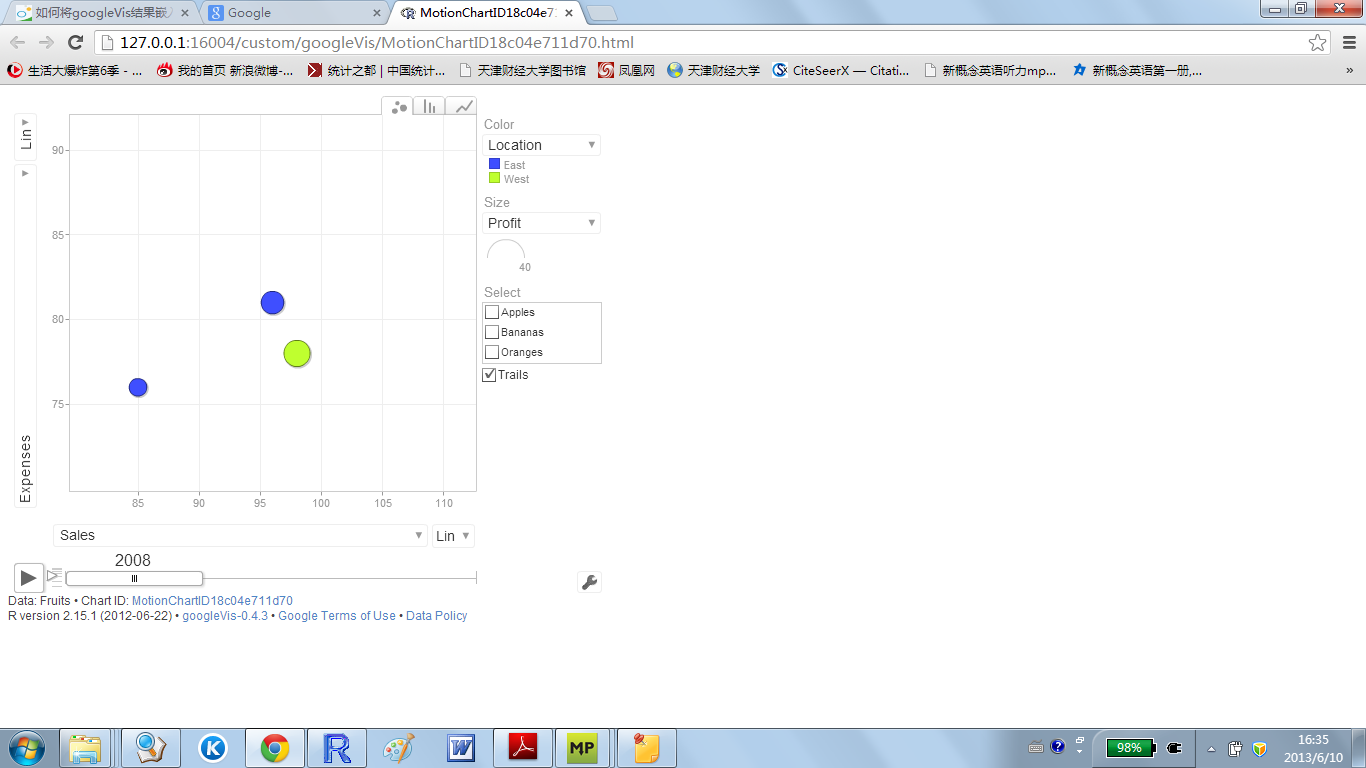 如何将googleVis结果嵌入
Google
MotionChartID18c04e71
127.0.0.1:16004/custom/googleVis/MotionChartID18c04e711d70.html
生活大爆炸第6季 - ...
我的首页 新浪微博-...
统计之都 | 中国统计...
天津财经大学图书馆
凤凰网
天津财经大学
CiteSeerX — Citati...
新概念英语听力mp...
新概念英语第一册,...
»
Lin
Expenses
90
85
80
75
85 90 95 100 105 110
Color
Location
East
West
Size
Profit
40
Select
Apples
Bananas
Oranges
Trails
Sales
Lin
2008
Data: Fruits • Chart ID: MotionChartID18c04e711d70
R version 2.15.1 (2012-06-22) • googleVis-0.4.3 • Google Terms of Use • Data Policy
K
R
W
MP
98%
16:35
2013/6/10